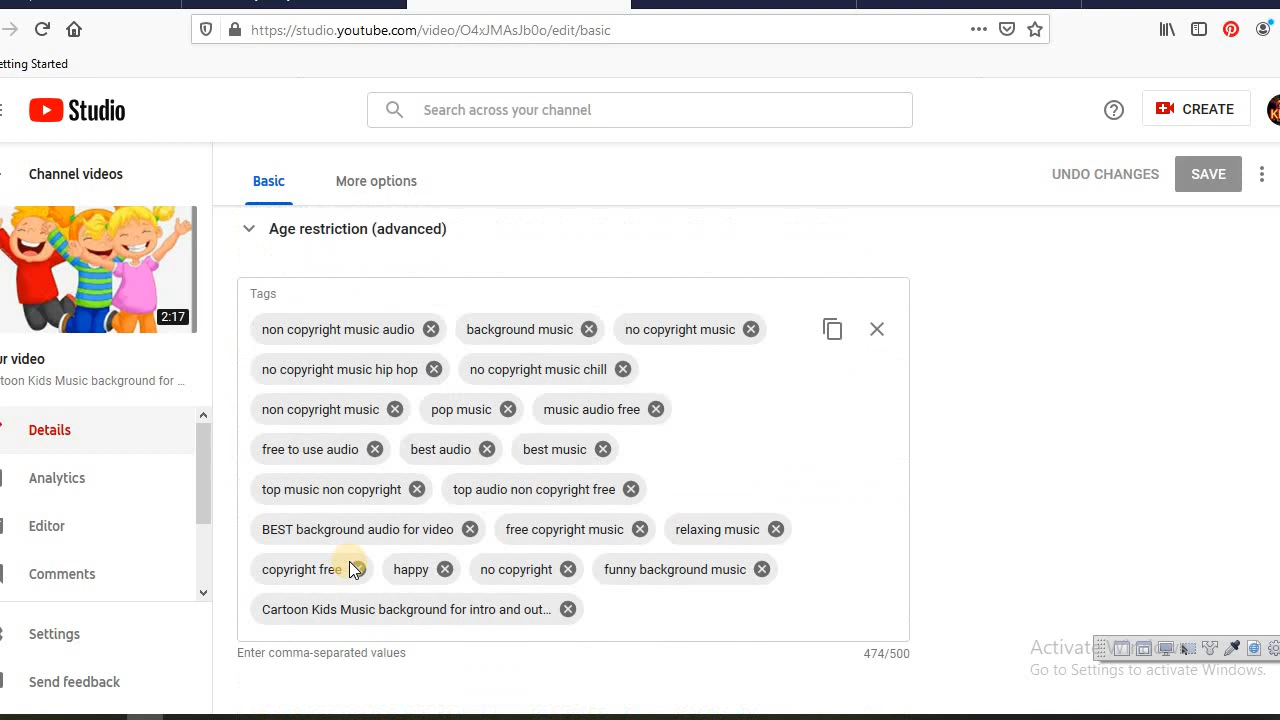 https://studio.youtube.com/video/O4xJMAsJb0o/edit/basic
etting Started
Studio
Search across your channel
CREATE
Channel videos
Basic
More options
UNDO CHANGES
SAVE
Age restriction (advanced)
2:17
ur video
toon Kids Music background for ...
Details
Analytics
Editor
Comments
Settings
Send feedback
Tags
non copyright music audio
background music
no copyright music
no copyright music hip hop
no copyright music chill
non copyright music
pop music
music audio free
free to use audio
best audio
best music
top music non copyright
top audio non copyright free
BEST background audio for video
free copyright music
relaxing music
copyright free
happy
no copyright
funny background music
Cartoon Kids Music background for intro and out...
Enter comma-separated values
474/500
Go to Settings to activate Windows.